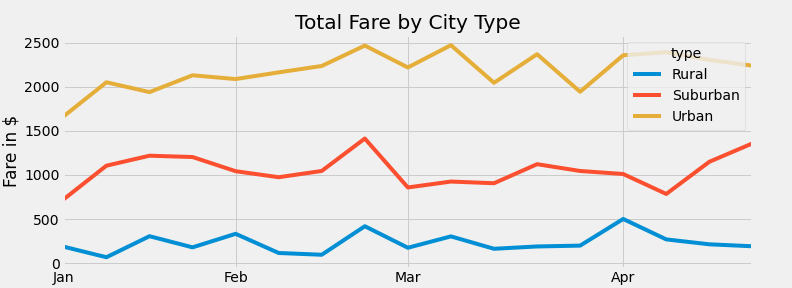 Total Fare by City Type
Fare in $
2500
2000
1500
1000
500
0
Jan
Feb
Mar
Apr
type
Rural
Suburban
Urban